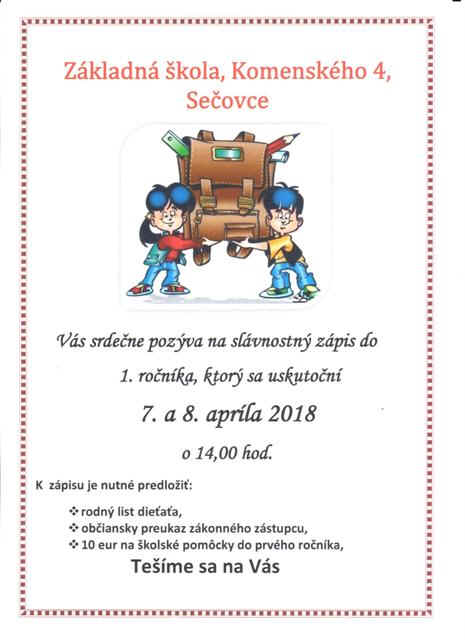 Základná škola, Komenského 4,
Sečovce
Vás srdečne pozýva na slávnostný zápis do
1. ročníka, ktorý sa uskutoční
7. a 8. apríla 2018
o 14,00 hod.
K zápisu je nutné predložiť:
❖ rodný list dieťaťa,
❖ občiansky preukaz zákonného zástupcu,
❖ 10 eur na školské pomôcky do prvého ročníka,
Tešíme sa na Vás